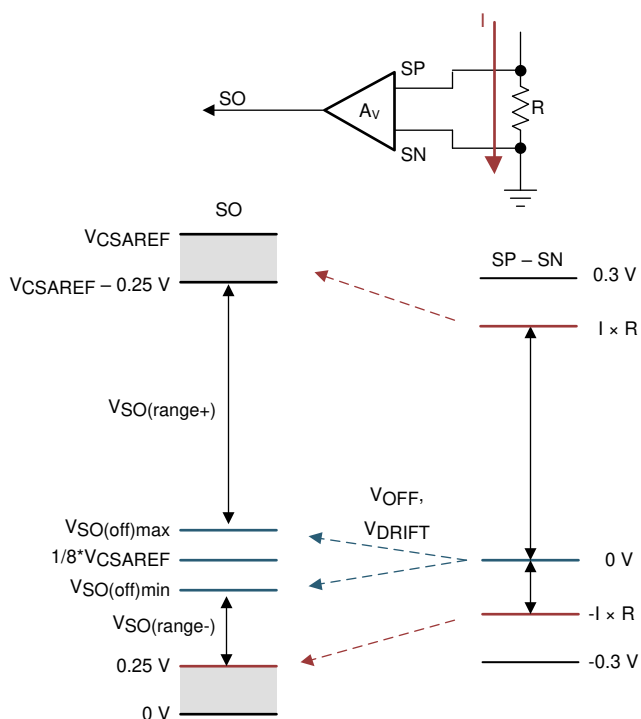 I
SP
SO
AV
R
SN
SO
VCSAREF
SP – SN
0.3 V
VCSAREF – 0.25 V
I × R
VSO(range+)
VOFF,
VDRIFT
VSO(off)max
1/8*VCSAREF
0 V
VSO(off)min
-I × R
VSO(range-)
0.25 V
-0.3 V
0 V